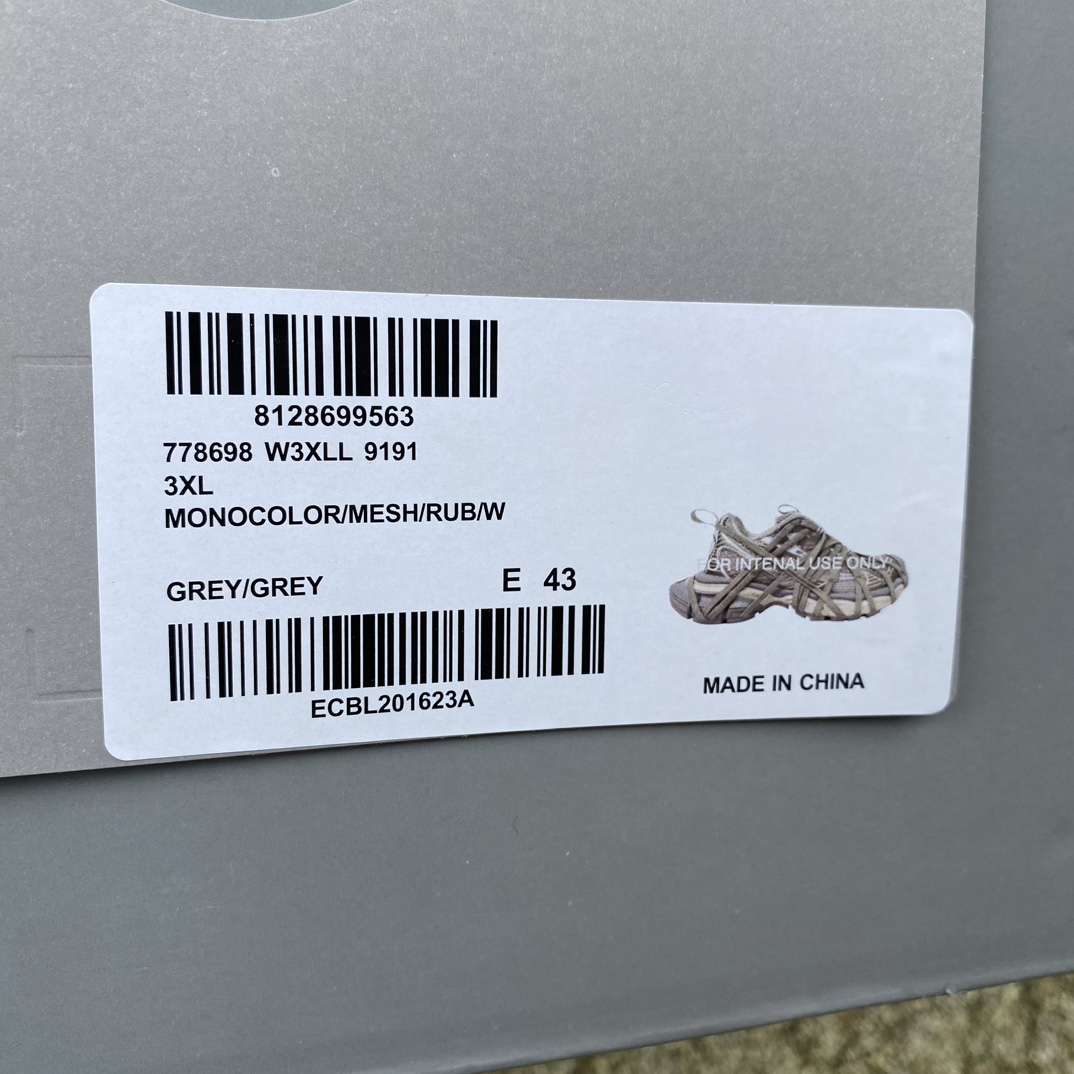 8128699563
778698 W3XLL 9191
3XL
MONOCOLOR/MESH/RUB/W
GREY/GREY E 43
FOR INTENAL USE ONLY
ECBL201623A
MADE IN CHINA